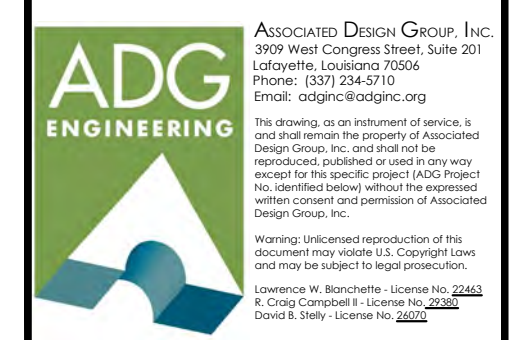 ADG
ENGINEERING
ASSOCIATED DESIGN GROUP, INC.
3909 West Congress Street, Suite 201
Lafayette, Louisiana 70506
Phone: (337) 234-5710
Email: adginc@adginc.org
This drawing, as an instrument of service, is
and shall remain the property of Associated
Design Group, Inc. and shall not be
reproduced, published or used in any way
except for this specific project (ADG Project
No. identified below) without the expressed
written consent and permission of Associated
Design Group, Inc.
Warning: Unlicensed reproduction of this
document may violate U.S. Copyright Laws
and may be subject to legal prosecution.
Lawrence W. Blanchette - License No. 22463
R. Craig Campbell II - License No. 29380
David B. Stelly - License No. 26070